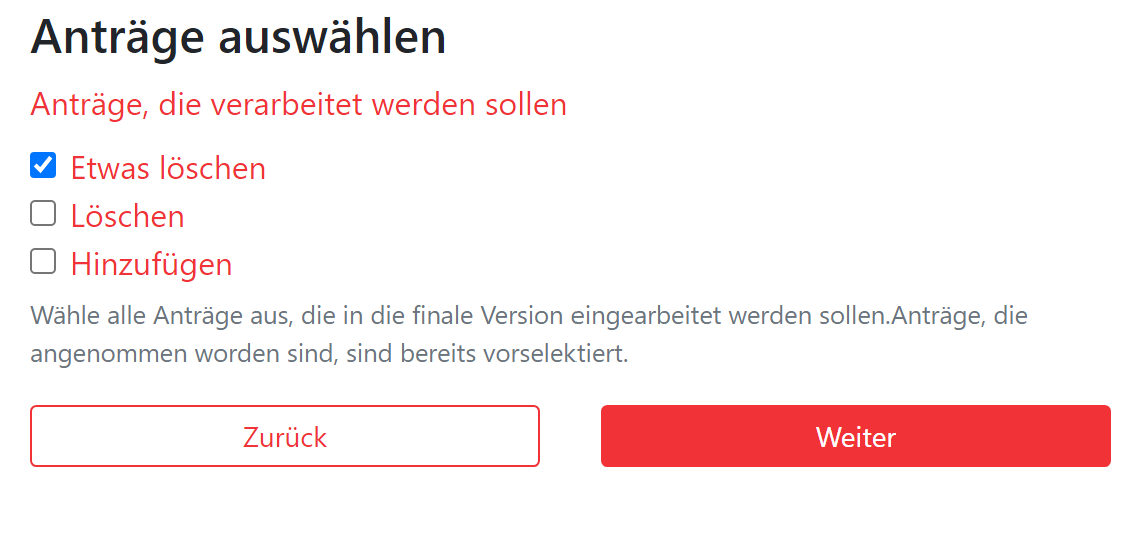 Anträge auswählen
Anträge, die verarbeitet werden sollen
Etwas löschen
Löschen
Hinzufügen
Wähle alle Anträge aus, die in die finale Version eingearbeitet werden sollen.Anträge, die
angenommen worden sind, sind bereits vorselektiert.
Zurück
Weiter